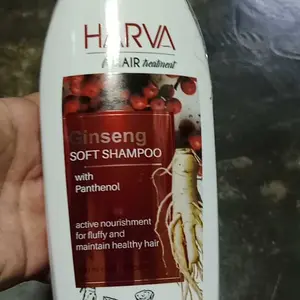 HARVA
HAIR treatment
Ginseng
SOFT SHAMPOO
with
Panthenol
active nourishment
for fluffy and
maintain healthy hair